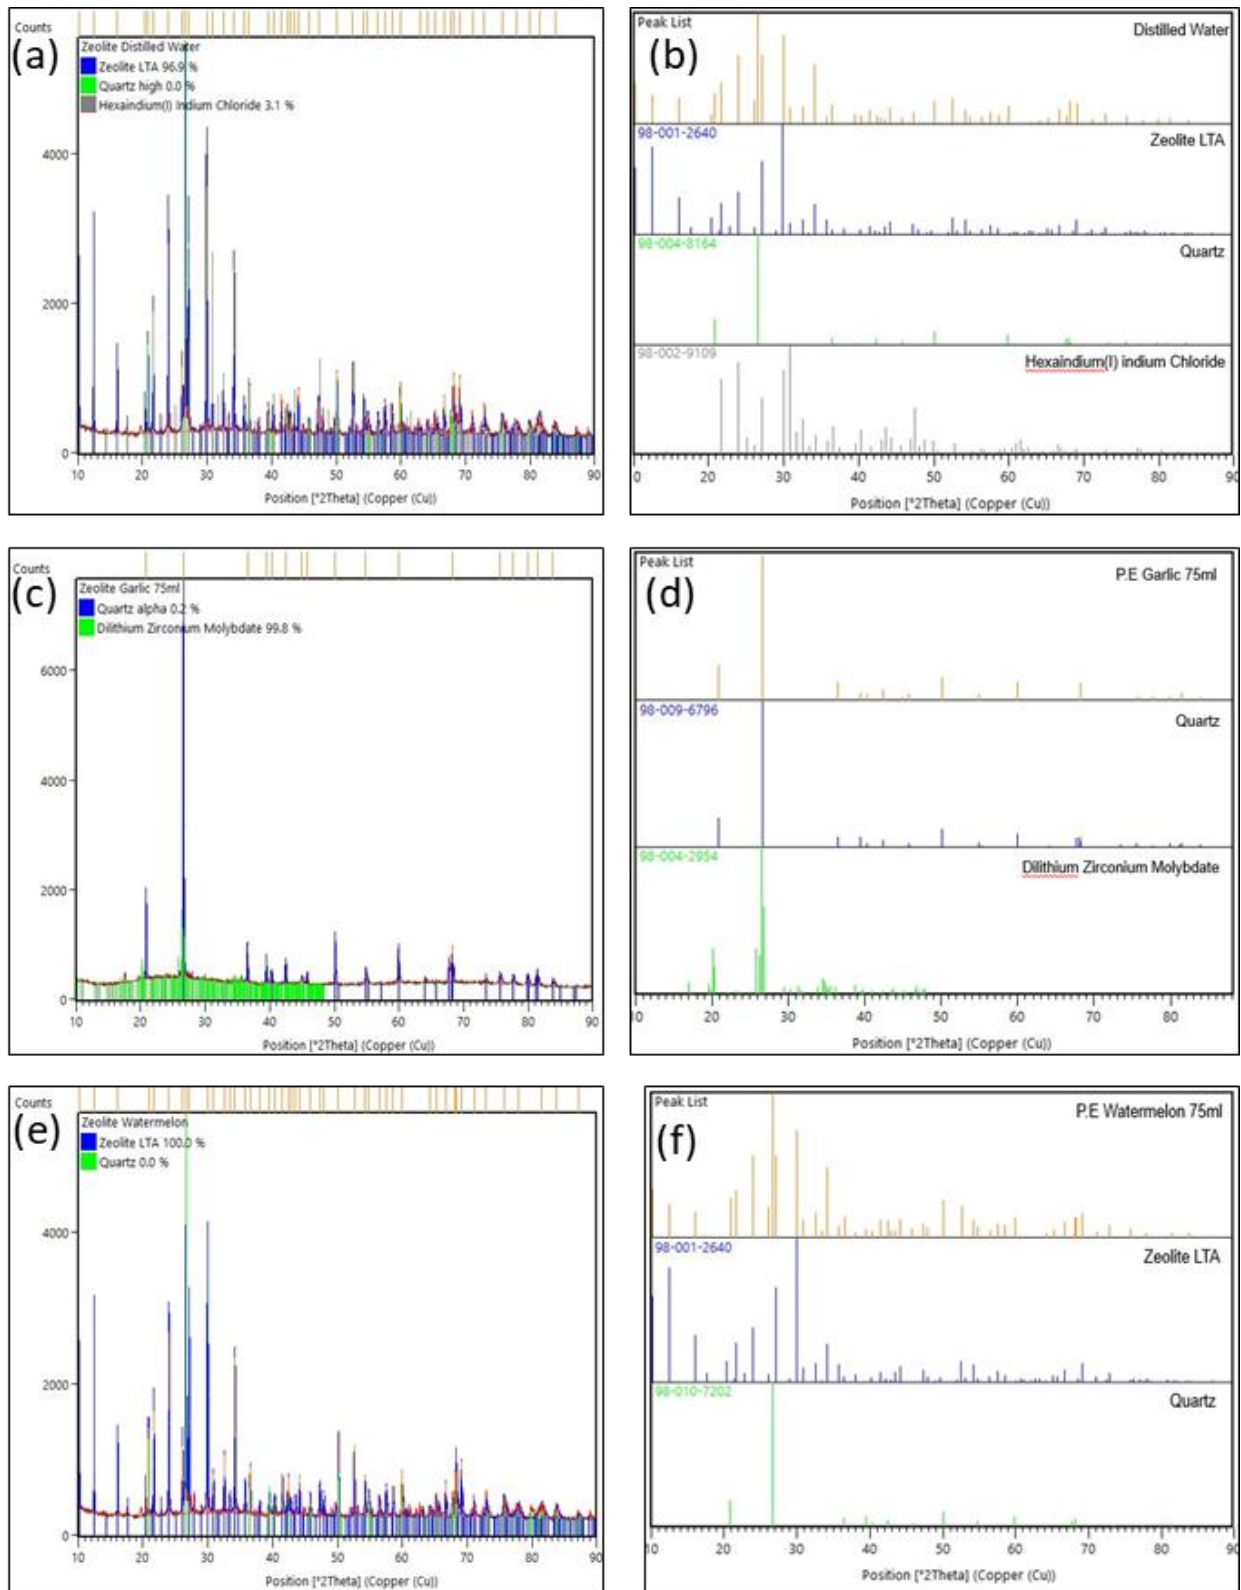 (a)
Counts
Zeolite Distilled Water
Zeolite LTA 96.9 %
Quartz high 0.0 %
Hexaindium(I) Indium Chloride 3.1 %
4000
2000
0
10 20 30 40 50 60 70 80 90
Position [°2Theta] (Copper (Cu))
(b)
Peak List
Distilled Water
98-001-2640
Zeolite LTA
98-004-8164
Quartz
98-002-9109
Hexaindium(I) indium Chloride
0 20 30 40 50 60 70 80 90
Position [°2Theta] (Copper (Cu))
(c)
Counts
Zeolite Garlic 75ml
Quartz alpha 0.2 %
Dilithium Zirconium Molybdate 99.8 %
6000
4000
2000
0
10 20 30 40 50 60 70 80 90
Position [°2Theta] (Copper (Cu))
(d)
Peak List
P.E Garlic 75ml
98-009-6796
Quartz
98-004-2954
Dilithium Zirconium Molybdate
10 20 30 40 50 60 70 80
Position [°2Theta] (Copper (Cu))
(e)
Counts
Zeolite Watermelon
Zeolite LTA 100.0 %
Quartz 0.0 %
4000
2000
0
10 20 30 40 50 60 70 80 90
Position [°2Theta] (Copper (Cu))
(f)
Peak List
P.E Watermelon 75ml
98-001-2640
Zeolite LTA
98-010-7202
Quartz
10 20 30 40 50 60 70 80 90
Position [°2Theta] (Copper (Cu))